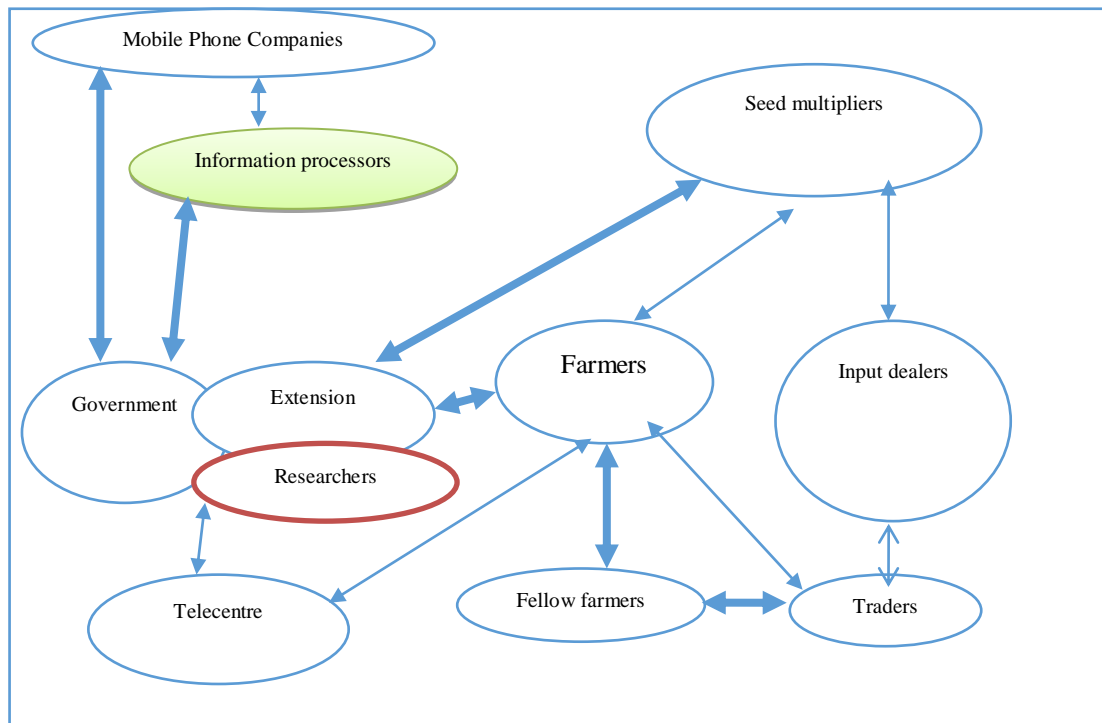 Mobile Phone Companies
Seed multipliers
Information processors
Farmers
Input dealers
Government
Extension
Researchers
Telecentre
Fellow farmers
Traders